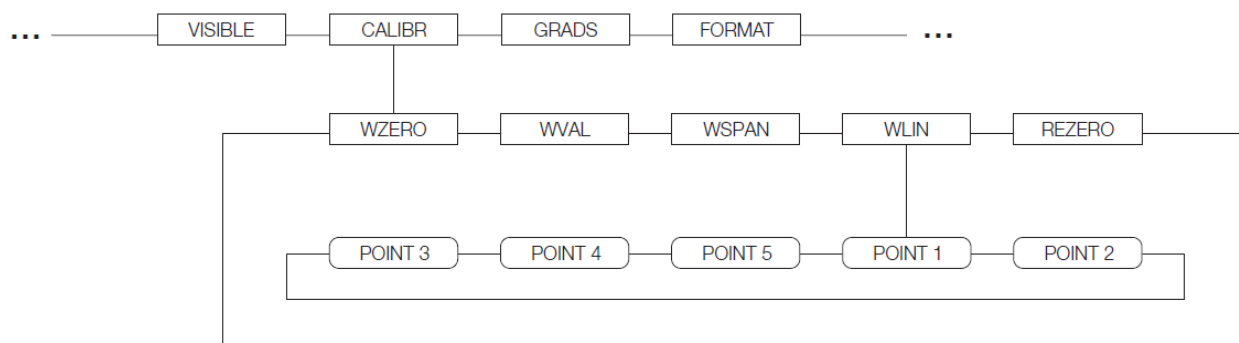 ... VISIBLE CALIBR GRADS FORMAT ...
WZERO WVAL WSPAN WLIN REZERO
POINT 3 POINT 4 POINT 5 POINT 1 POINT 2